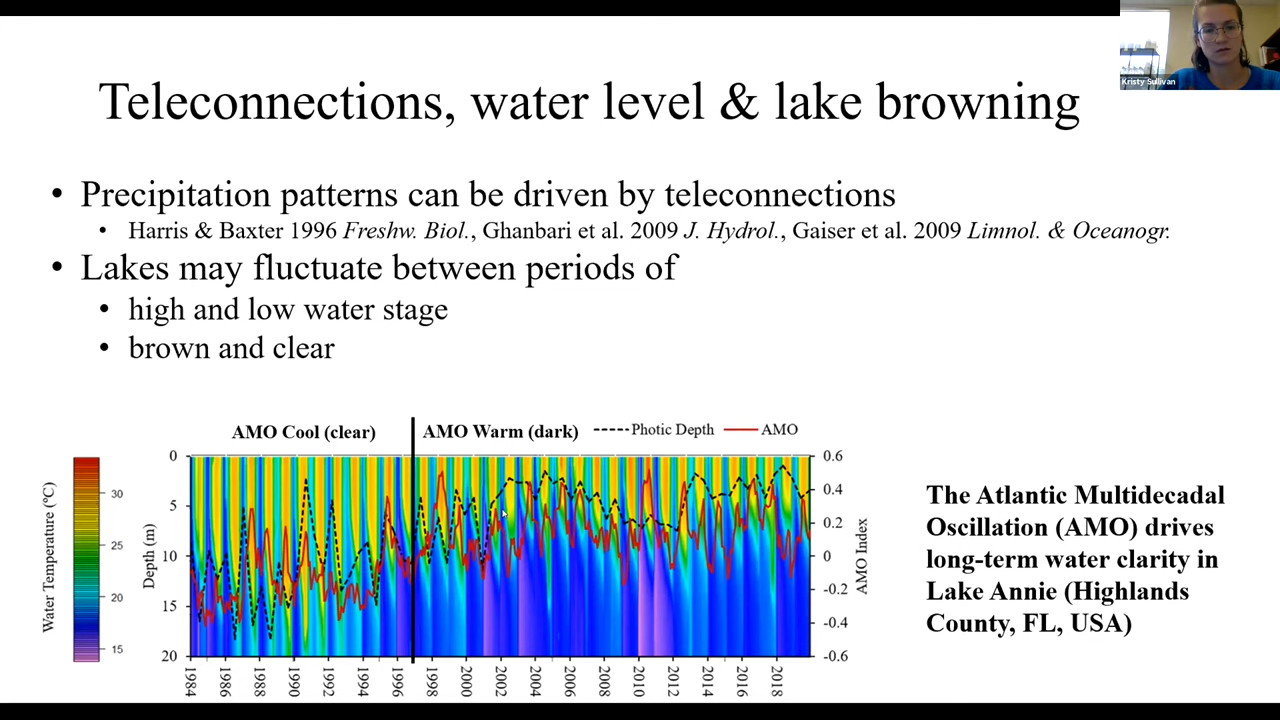 Kristy Sullivan
Teleconnections, water level & lake browning
• Precipitation patterns can be driven by teleconnections
• Harris & Baxter 1996 Freshw. Biol., Ghanbari et al. 2009 J. Hydrol., Gaiser et al. 2009 Limnol. & Oceanogr.
• Lakes may fluctuate between periods of
• high and low water stage
• brown and clear
AMO Cool (clear)
AMO Warm (dark)
Photic Depth
AMO
Water Temperature (°C)
30
25
20
15
Depth (m)
0
5
10
15
20
0.6
0.4
0.2
0
-0.2
-0.4
-0.6
AMO Index
1984
1986
1988
1990
1992
1994
1996
1998
2000
2002
2004
2006
2008
2010
2012
2014
2016
2018
The Atlantic Multidecadal
Oscillation (AMO) drives
long-term water clarity in
Lake Annie (Highlands
County, FL, USA)